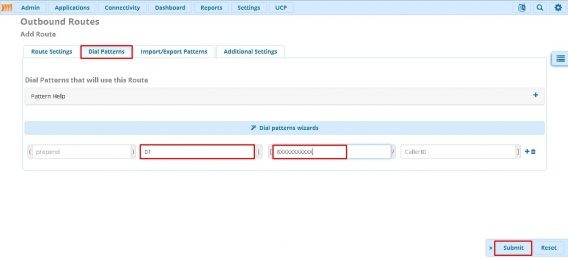 Admin Applications Connectivity Dashboard Reports Settings UCP
Outbound Routes
Add Route
Route Settings Dial Patterns Import/Export Patterns Additional Settings
Dial Patterns that will use this Route
Pattern Help +
Dial patterns wizards
( prepend ) 01 | [ / CallerID ] +
» Submit Reset